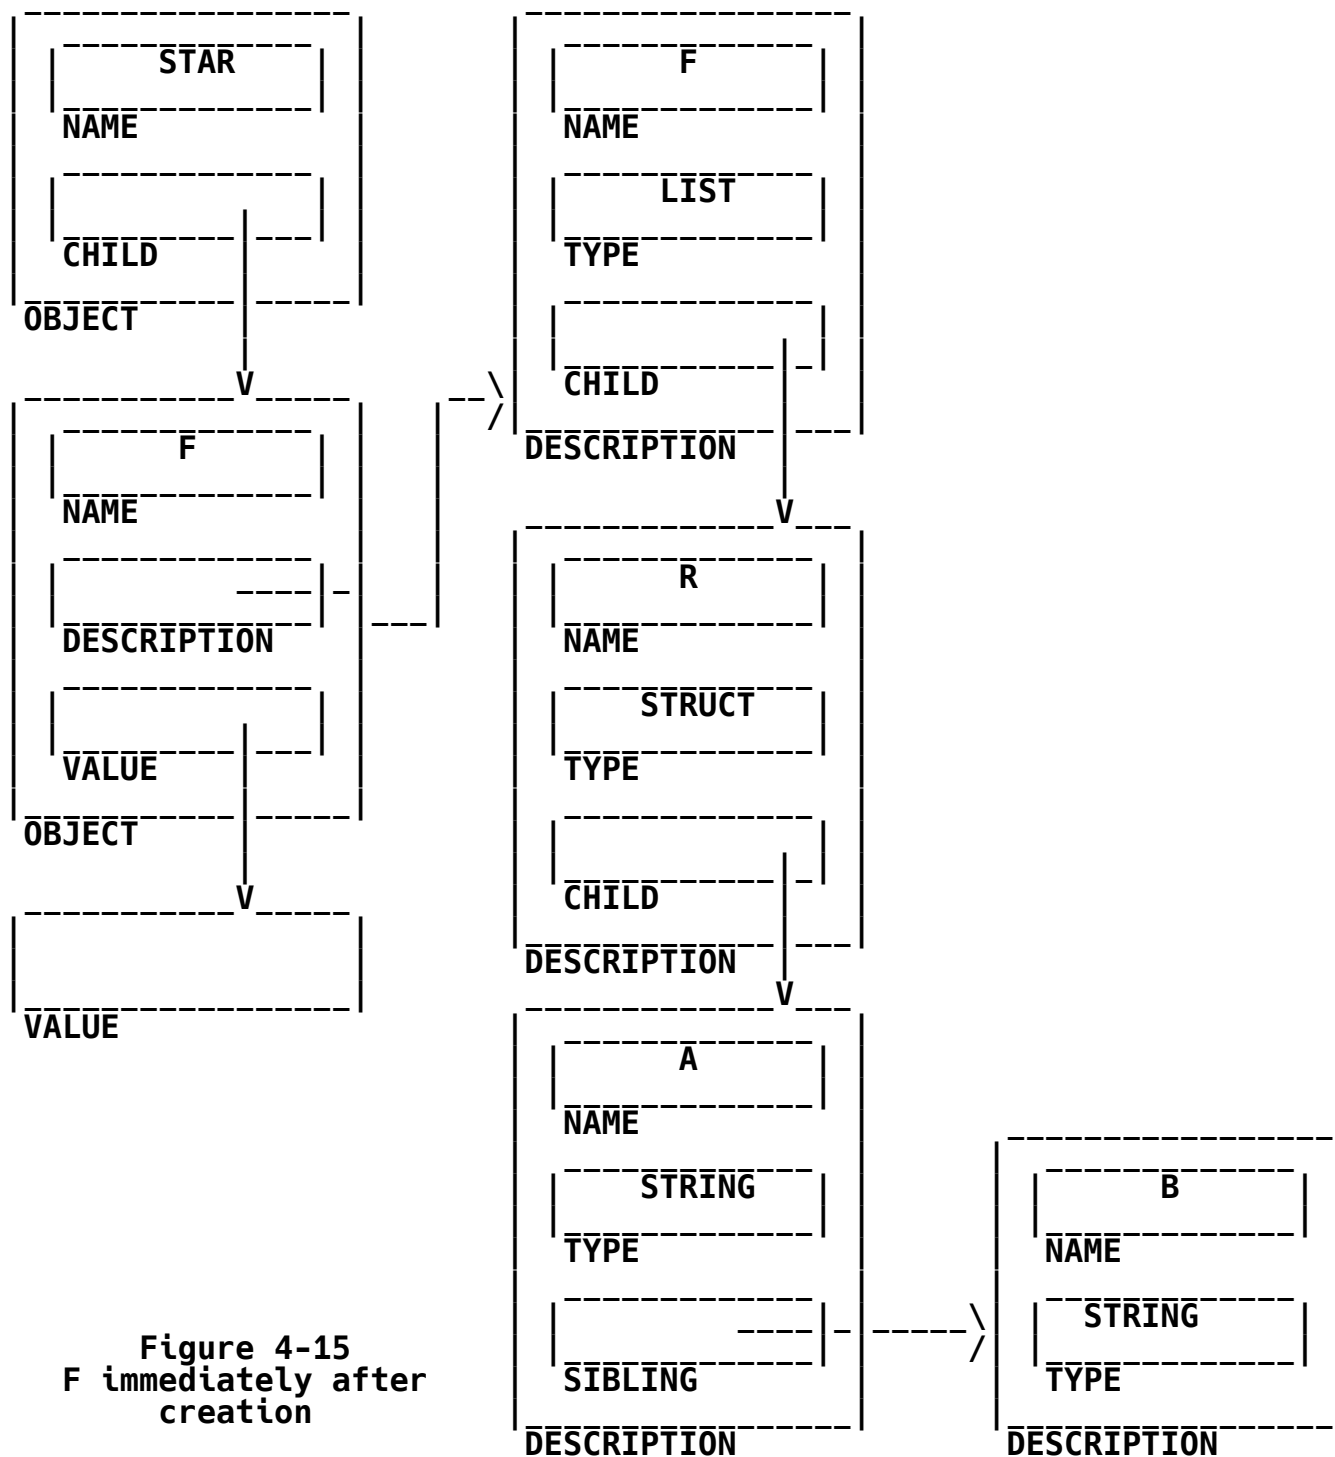 STAR
NAME
CHILD
OBJECT
F
NAME
DESCRIPTION
VALUE
OBJECT
VALUE
F
NAME
LIST
TYPE
CHILD
DESCRIPTION
R
NAME
STRUCT
TYPE
CHILD
DESCRIPTION
A
NAME
STRING
TYPE
SIBLING
DESCRIPTION
B
NAME
STRING
TYPE
DESCRIPTION
Figure 4-15
F immediately after
creation